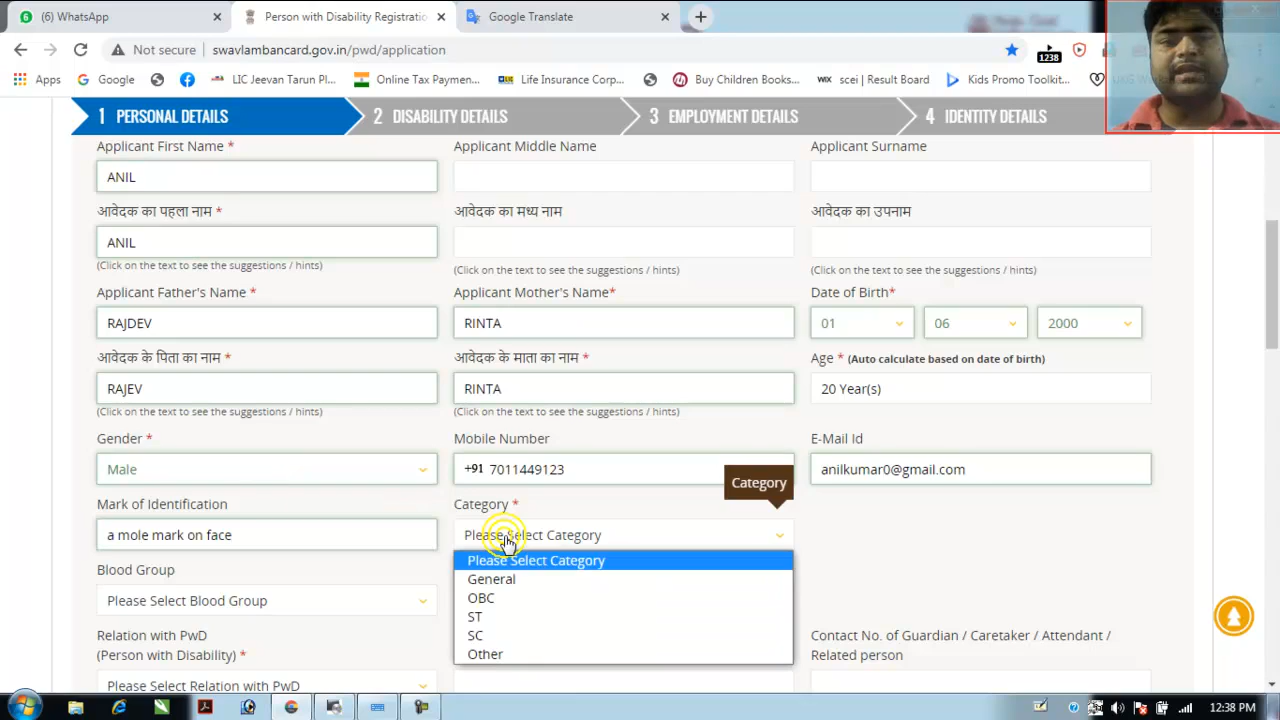 (6) WhatsApp
Person with Disability Registratio
Google Translate
Not secure
swavlambancard.gov.in/pwd/application
1238
Apps
Google
LIC Jeevan Tarun Pl...
Online Tax Paymen...
Life Insurance Corp...
Buy Children Books...
WIX scei | Result Board
Kids Promo Toolkit...
1 PERSONAL DETAILS
2 DISABILITY DETAILS
3 EMPLOYMENT DETAILS
4 IDENTITY DETAILS
Applicant First Name *
Applicant Middle Name
Applicant Surname
ANIL
आवेदक का पहला नाम *
आवेदक का मध्य नाम
आवेदक का उपनाम
ANIL
(Click on the text to see the suggestions / hints)
(Click on the text to see the suggestions / hints)
(Click on the text to see the suggestions / hints)
Applicant Father's Name *
Applicant Mother's Name*
Date of Birth*
RAJDEV
RINTA
01
06
2000
आवेदक के पिता का नाम *
आवेदक के माता का नाम *
Age * (Auto calculate based on date of birth)
RAJEV
RINTA
20 Year(s)
(Click on the text to see the suggestions / hints)
(Click on the text to see the suggestions / hints)
Gender *
Mobile Number
E-Mail Id
Male
+91 7011449123
anilkumar0@gmail.com
Category
Mark of Identification
Category *
a mole mark on face
Please Select Category
Please Select Category
General
OBC
ST
SC
Other
Blood Group
Please Select Blood Group
Relation with PwD
(Person with Disability) *
Contact No. of Guardian / Caretaker / Attendant /
Related person
Please Select Relation with PwD
12:38 PM